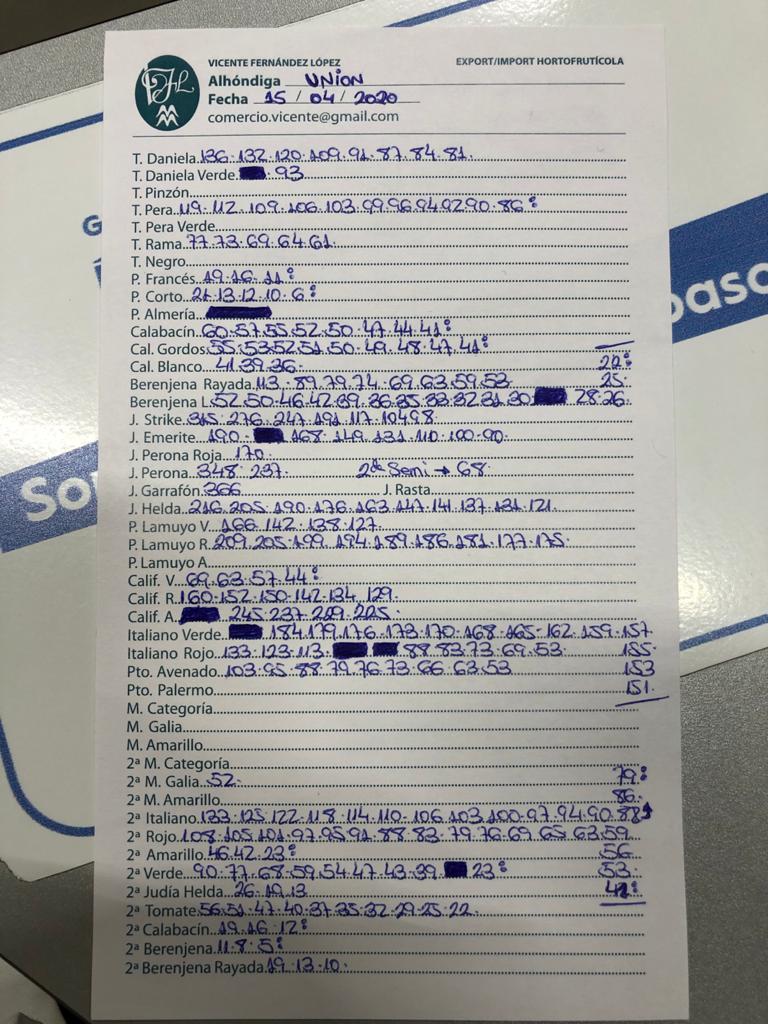 VICENTE FERNÁNDEZ LÓPEZ EXPORT/IMPORT HORTOFRUTÍCOLA
Alhóndiga UNION
Fecha 15 / 04 / 2020
comercio.vicente@gmail.com
T. Daniela 136·132·120·109·91·87·84·81
T. Daniela Verde 93
T. Pinzón
T. Pera 119·112·109·106·103·99·96·94·92·90·86
T. Pera Verde
T. Rama 77·73·69·64·61
T. Negro
P. Francés 19·16·11
P. Corto 21·13·12·10·6
P. Almería
Calabacín 60·57·55·52·50·47·44·41
Cal. Gordos 55·53·52·51·50·49·48·47·41
Cal. Blanco 41·39·36 22
Berenjena Rayada 113·89·79·74·69·63·59·53 25
Berenjena L 52·50·46·42·39·36·35·33·32·31·30 28·26
J. Strike 315·276·247·191·117·104·98
J. Emerite 190· 168·149·131·110·100·90
J. Perona Roja 170
J. Perona 348·237 2ª Semi → 68
J. Garrafón 366 J. Rasta
J. Helda 216·205·190·176·163·147·141·137·131·121
P. Lamuyo V. 166·142·138·127
P. Lamuyo R. 209·205·199·194·189·186·181·177·175
P. Lamuyo A.
Calif. V. 69·63·57·44
Calif. R. 160·152·150·142·134·129
Calif. A. 245·237·229·225
Italiano Verde 184·179·176·173·170·168·165·162·159·157
Italiano Rojo 133·123·113 88·83·73·69·53 155
Pto. Avenado 103·95·88·79·76·73·66·63·53 153
Pto. Palermo 151
M. Categoría
M. Galia
M. Amarillo
2ª M. Categoría
2ª M. Galia 52 79
2ª M. Amarillo 86
2ª Italiano 133·125·122·118·114·110·106·103·100·97·94·90·88
2ª Rojo 108·105·101·97·95·91·88·83·79·76·69·65·63·59
2ª Amarillo 46·42·23 56
2ª Verde 90·77·68·59·54·47·43·39 23 53
2ª Judía Helda 26·19·13
2ª Tomate 56·51·47·40·37·35·32·29·25·22
2ª Calabacín 19·16·12
2ª Berenjena 11·8·5
2ª Berenjena Rayada 19·13·10